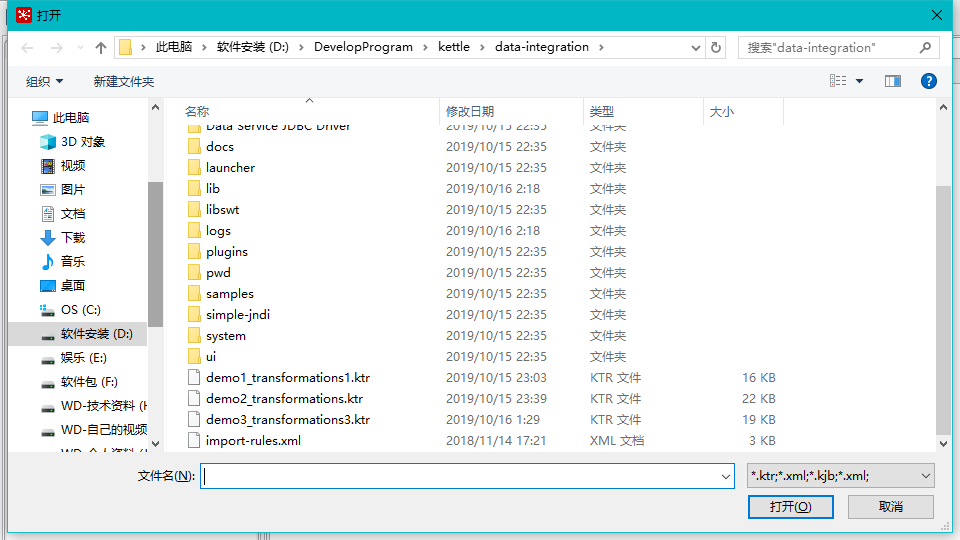 打开
此电脑 > 软件安装 (D:) > DevelopProgram > kettle > data-integration >
搜索"data-integration"
组织 新建文件夹
名称 修改日期 类型 大小
此电脑
3D 对象
视频
图片
文档
下载
音乐
桌面
OS (C:)
软件安装 (D:)
娱乐 (E:)
软件包 (F:)
WD-技术资料 (H
WD-自己的视频
WD-个人资料 (
Data Service JDBC Driver 2019/10/15 22:35 文件夹
docs 2019/10/15 22:35 文件夹
launcher 2019/10/15 22:35 文件夹
lib 2019/10/16 2:18 文件夹
libswt 2019/10/15 22:35 文件夹
logs 2019/10/16 2:18 文件夹
plugins 2019/10/15 22:35 文件夹
pwd 2019/10/15 22:35 文件夹
samples 2019/10/15 22:35 文件夹
simple-jndi 2019/10/15 22:35 文件夹
system 2019/10/15 22:35 文件夹
ui 2019/10/15 22:35 文件夹
demo1_transformations1.ktr 2019/10/15 23:03 KTR 文件 16 KB
demo2_transformations.ktr 2019/10/15 23:39 KTR 文件 22 KB
demo3_transformations3.ktr 2019/10/16 1:29 KTR 文件 19 KB
import-rules.xml 2018/11/14 17:21 XML 文档 3 KB
文件名(N):
*.ktr;*.xml;*.kjb;*.xml;
打开(O) 取消